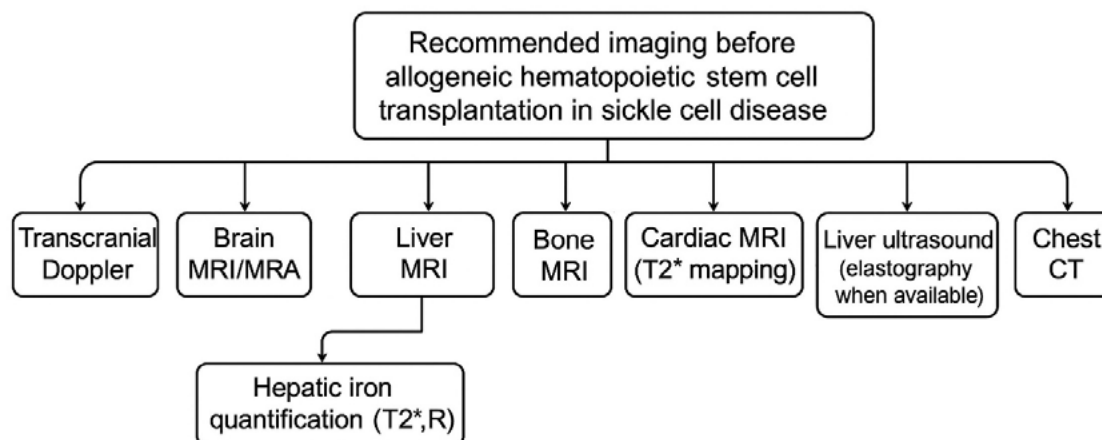 Recommended imaging before
allogeneic hematopoietic stem cell
transplantation in sickle cell disease
Transcranial
Doppler
Brain
MRI/MRA
Liver
MRI
Bone
MRI
Cardiac MRI
(T2* mapping)
Liver ultrasound
(elastography
when available)
Chest
CT
Hepatic iron
quantification (T2*,R)